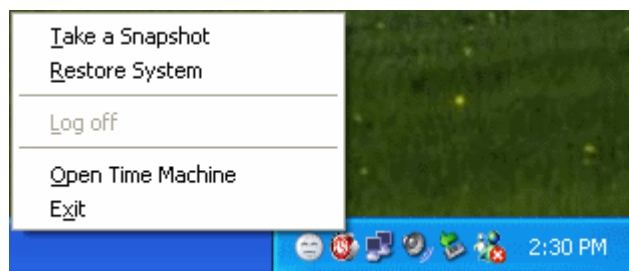 Take a Snapshot
Restore System
Log off
Open Time Machine
Exit
2:30 PM